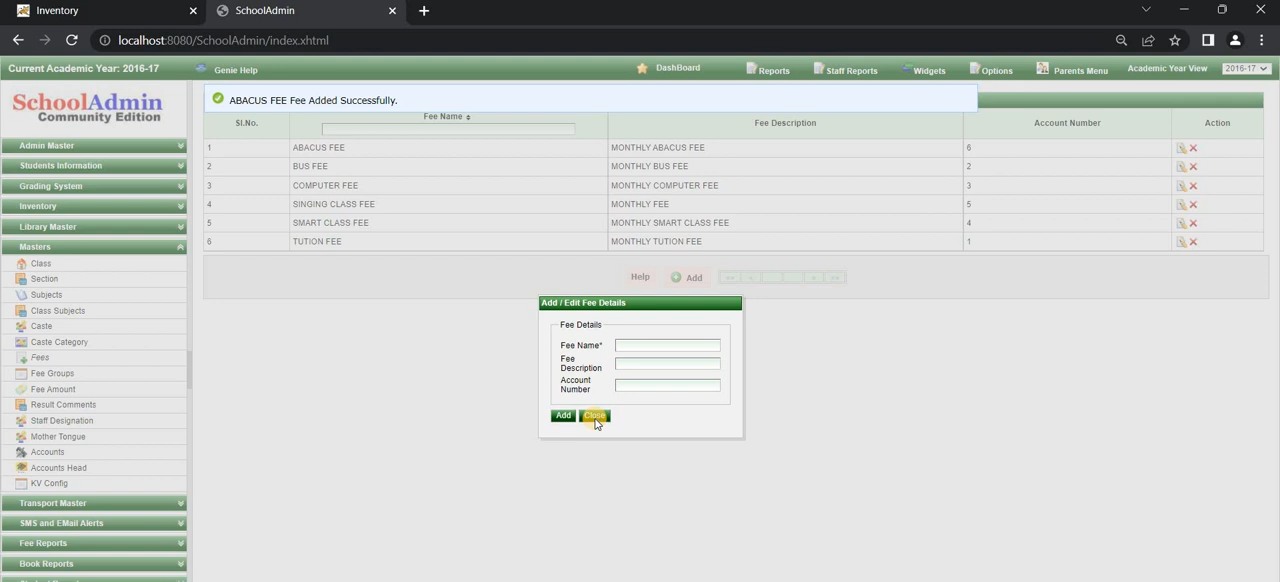 Inventory
SchoolAdmin
localhost:8080/SchoolAdmin/index.xhtml
Current Academic Year: 2016-17
Genie Help
DashBoard
Reports
Staff Reports
Widgets
Options
Parents Menu
Academic Year View
2016-17
SchoolAdmin
Community Edition
ABACUS FEE Fee Added Successfully.
Sl.No.
Fee Name
Fee Description
Account Number
Action
1 ABACUS FEE MONTHLY ABACUS FEE 6
2 BUS FEE MONTHLY BUS FEE 2
3 COMPUTER FEE MONTHLY COMPUTER FEE 3
4 SINGING CLASS FEE MONTHLY FEE 5
5 SMART CLASS FEE MONTHLY SMART CLASS FEE 4
6 TUTION FEE MONTHLY TUTION FEE 1
Help
Add
Admin Master
Students Information
Grading System
Inventory
Library Master
Masters
Class
Section
Subjects
Class Subjects
Caste
Caste Category
Fees
Fee Groups
Fee Amount
Result Comments
Staff Designation
Mother Tongue
Accounts
Accounts Head
KV Config
Transport Master
SMS and EMail Alerts
Fee Reports
Book Reports
Add / Edit Fee Details
Fee Details
Fee Name*
Fee
Description
Account
Number
Add
Close